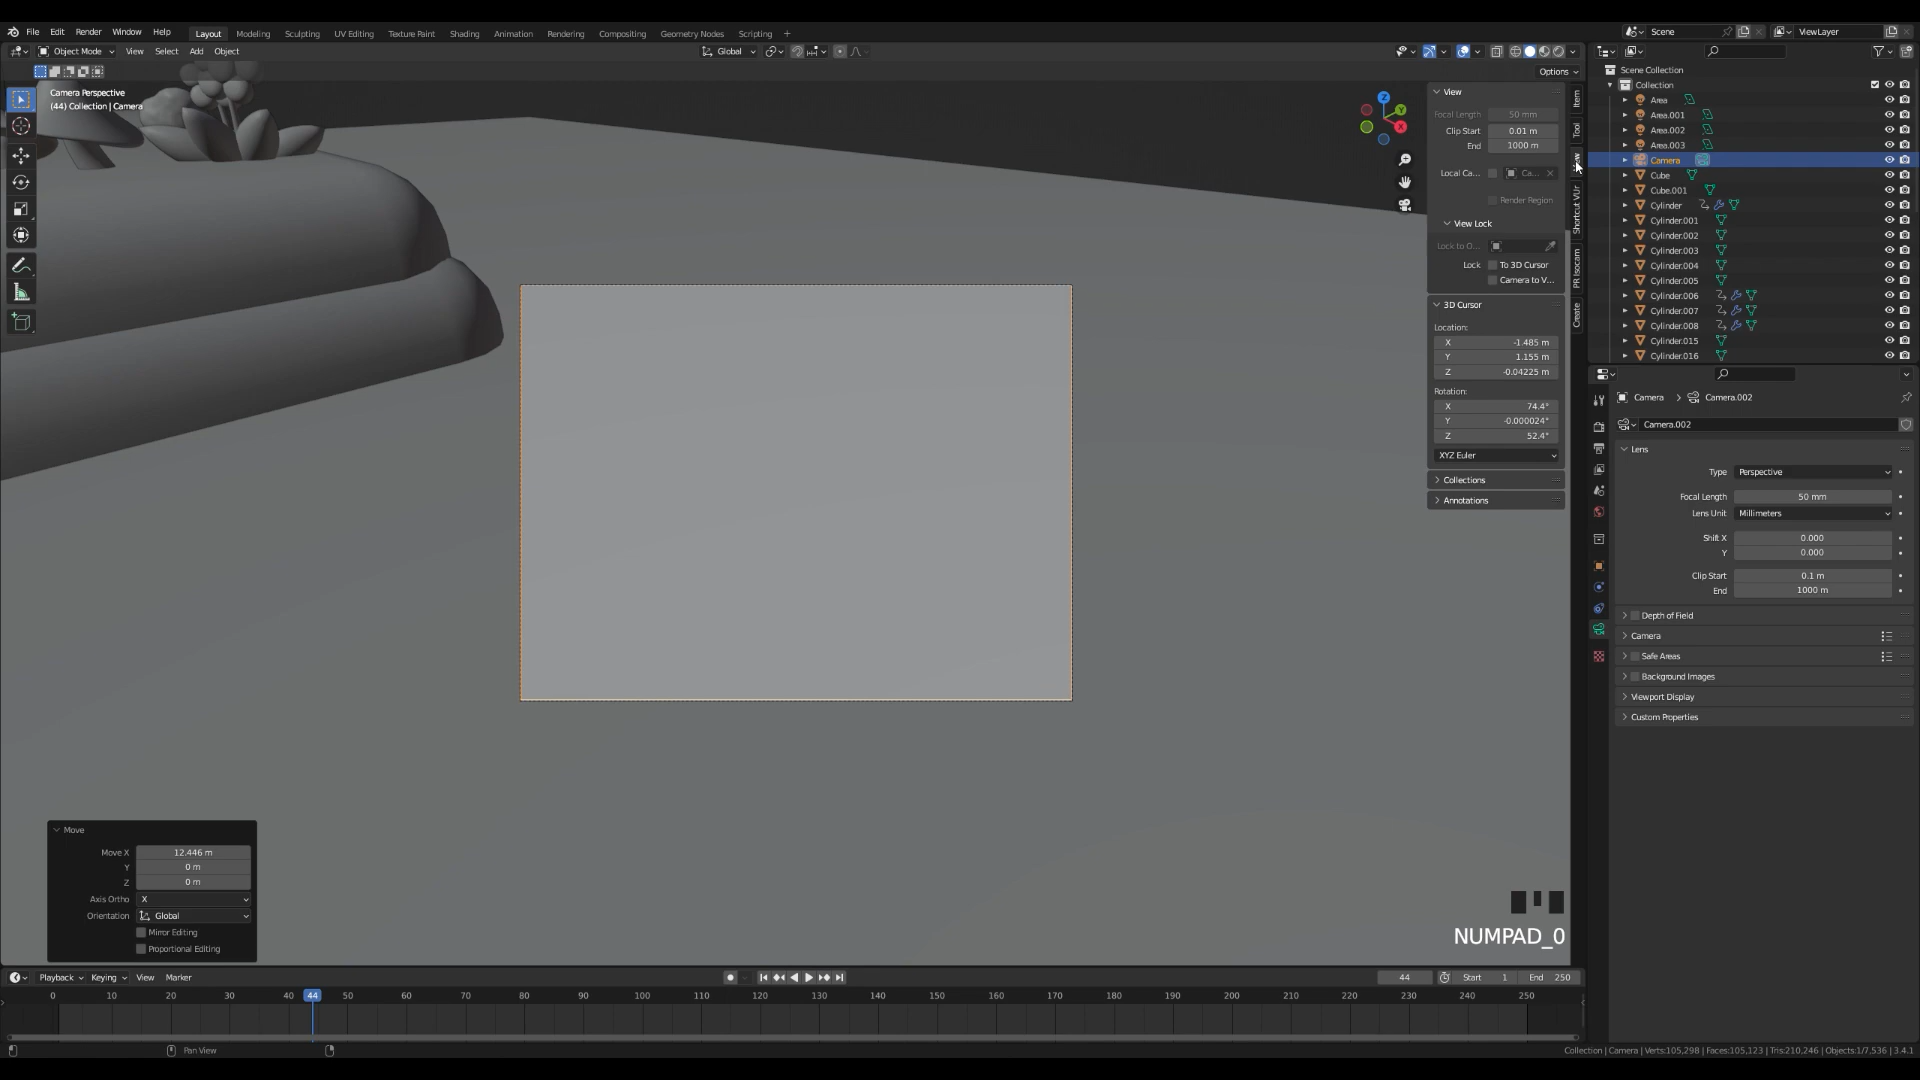 File Edit Render Window Help Layout Modeling Sculpting UV Editing Texture Paint Shading Animation Rendering Compositing Geometry Nodes Scripting + Scene ViewLayer
Object Mode View Select Add Object Global
Options
Camera Perspective
(44) Collection | Camera
X
Y
Z
View
Focal Length 50 mm
Clip Start 0.01 m
End 1000 m
Local Ca... Ca...
Render Region
View Lock
Lock to O...
Lock To 3D Cursor
Camera to V...
3D Cursor
Location:
X -1.485 m
Y 1.155 m
Z -0.04225 m
Rotation:
X 74.4°
Y -0.000024°
Z 52.4°
XYZ Euler
Collections
Annotations
Item
Tool
Shortcut VUr
PR Isocam
Create
Scene Collection
Collection
Area
Area.001
Area.002
Area.003
Camera
Cube
Cube.001
Cylinder
Cylinder.001
Cylinder.002
Cylinder.003
Cylinder.004
Cylinder.005
Cylinder.006
Cylinder.007
Cylinder.008
Cylinder.015
Cylinder.016
Camera > Camera.002
Camera.002
Lens
Type Perspective
Focal Length 50 mm
Lens Unit Millimeters
Shift X 0.000
Y 0.000
Clip Start 0.1 m
End 1000 m
Depth of Field
Camera
Safe Areas
Background Images
Viewport Display
Custom Properties
Move
Move X 12.446 m
Y 0 m
Z 0 m
Axis Ortho X
Orientation Global
Mirror Editing
Proportional Editing
NUMPAD_0
Playback Keying View Marker 44 Start 1 End 250
0 10 20 30 40 44 50 60 70 80 90 100 110 120 130 140 150 160 170 180 190 200 210 220 230 240 250
Pan View
Collection | Camera | Verts:105,298 | Faces:105,123 | Tris:210,246 | Objects:1/7,536 | 3.4.1